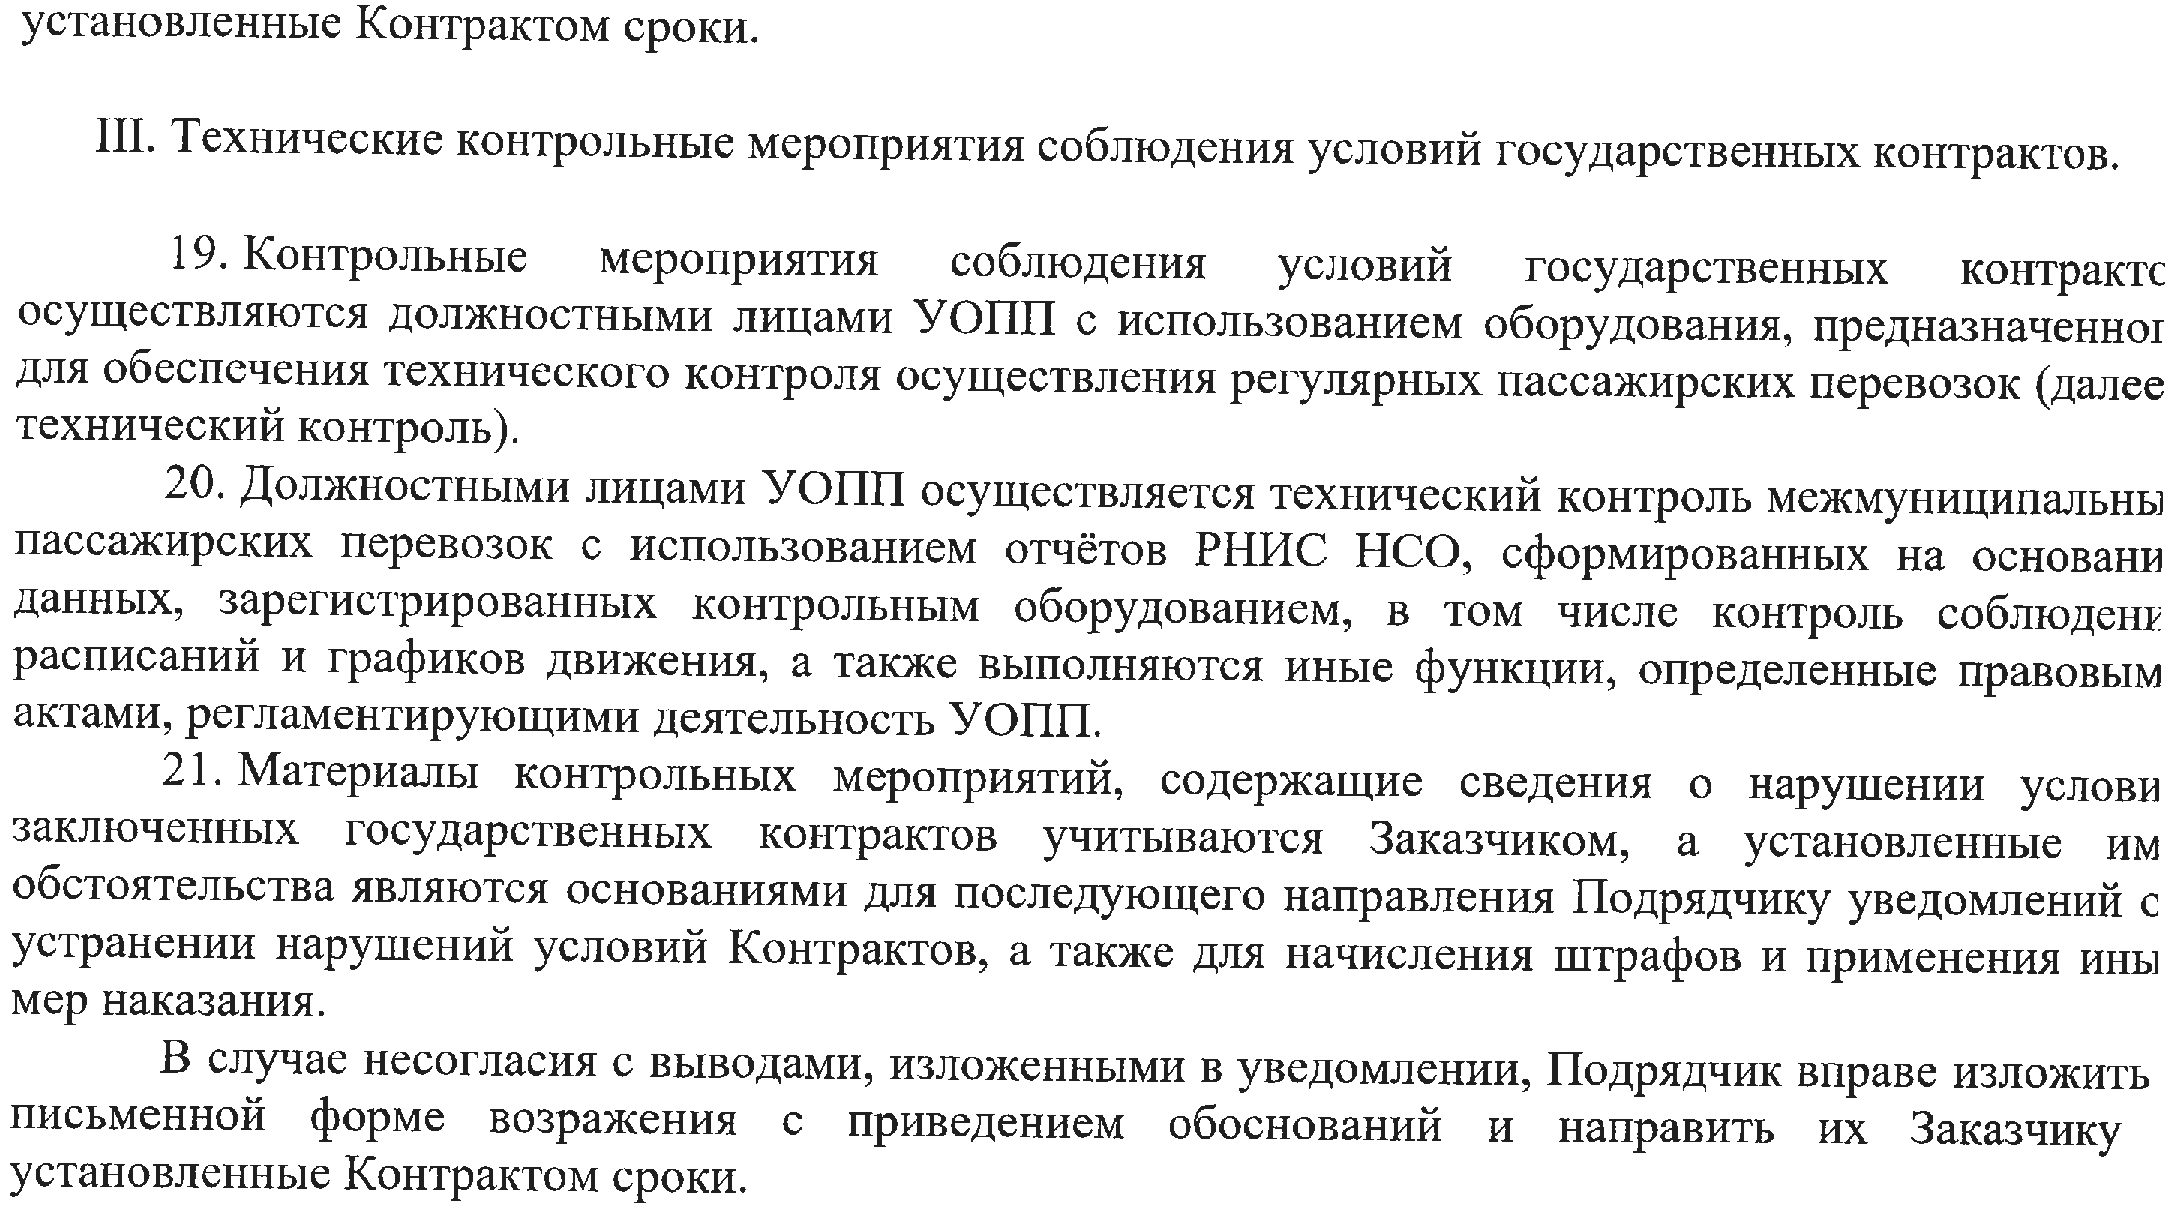 установленные Контрактом сроки.
III. Технические контрольные мероприятия соблюдения условий государственных контрактов.
19. Контрольные мероприятия соблюдения условий государственных контракто
осуществляются должностными лицами УОПП с использованием оборудования, предназначенног
для обеспечения технического контроля осуществления регулярных пассажирских перевозок (далее
технический контроль).
20. Должностными лицами УОПП осуществляется технический контроль межмуниципальны
пассажирских перевозок с использованием отчётов РНИС НСО, сформированных на основани
данных, зарегистрированных контрольным оборудованием, в том числе контроль соблюдени
расписаний и графиков движения, а также выполняются иные функции, определенные правовым
актами, регламентирующими деятельность УОПП.
21. Материалы контрольных мероприятий, содержащие сведения о нарушении услови
заключенных государственных контрактов учитываются Заказчиком, а установленные им
обстоятельства являются основаниями для последующего направления Подрядчику уведомлений о
устранении нарушений условий Контрактов, а также для начисления штрафов и применения ины
мер наказания.
В случае несогласия с выводами, изложенными в уведомлении, Подрядчик вправе изложить
письменной форме возражения с приведением обоснований и направить их Заказчику
установленные Контрактом сроки.